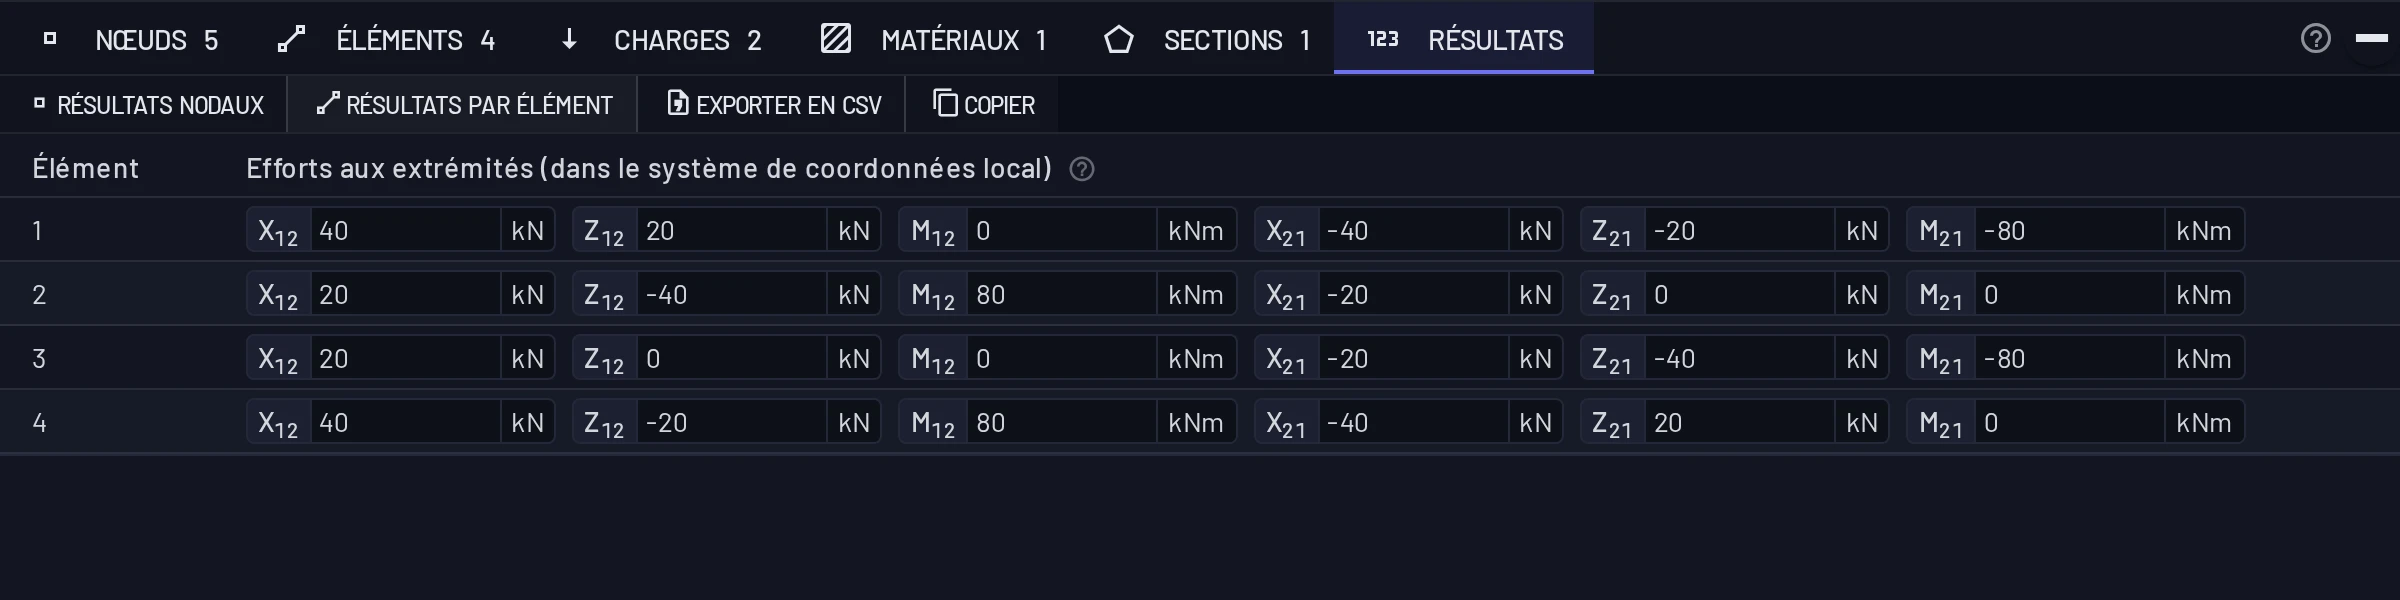 NŒUDS 5 ÉLÉMENTS 4 CHARGES 2 MATÉRIAUX 1 SECTIONS 1 123 RÉSULTATS ?
RÉSULTATS NODAUX RÉSULTATS PAR ÉLÉMENT EXPORTER EN CSV COPIER
Élément Efforts aux extrémités (dans le système de coordonnées local) ?
1 X₁₂ 40 kN Z₁₂ 20 kN M₁₂ 0 kNm X₂₁ -40 kN Z₂₁ -20 kN M₂₁ -80 kNm
2 X₁₂ 20 kN Z₁₂ -40 kN M₁₂ 80 kNm X₂₁ -20 kN Z₂₁ 0 kN M₂₁ 0 kNm
3 X₁₂ 20 kN Z₁₂ 0 kN M₁₂ 0 kNm X₂₁ -20 kN Z₂₁ -40 kN M₂₁ -80 kNm
4 X₁₂ 40 kN Z₁₂ -20 kN M₁₂ 80 kNm X₂₁ -40 kN Z₂₁ 20 kN M₂₁ 0 kNm